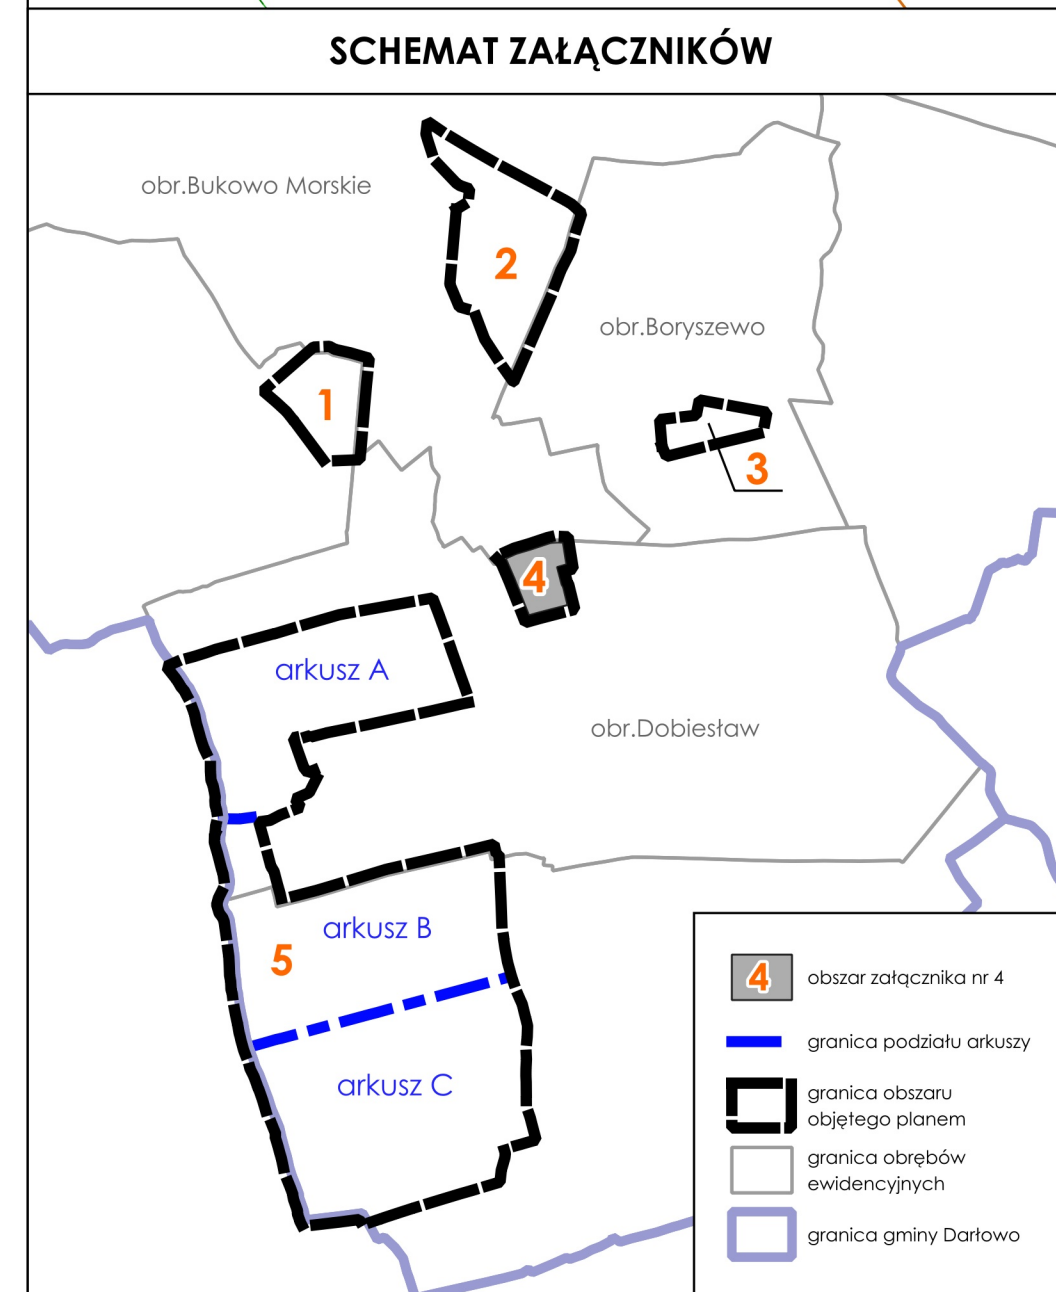 SCHEMAT ZAŁĄCZNIKÓW
obr.Bukowo Morskie
2
obr.Boryszewo
1
3
4
arkusz A
obr.Dobiesław
arkusz B
5
arkusz C
4 obszar załącznika nr 4
granica podziału arkuszy
granica obszaru
objętego planem
granica obrębów
ewidencyjnych
granica gminy Darłowo